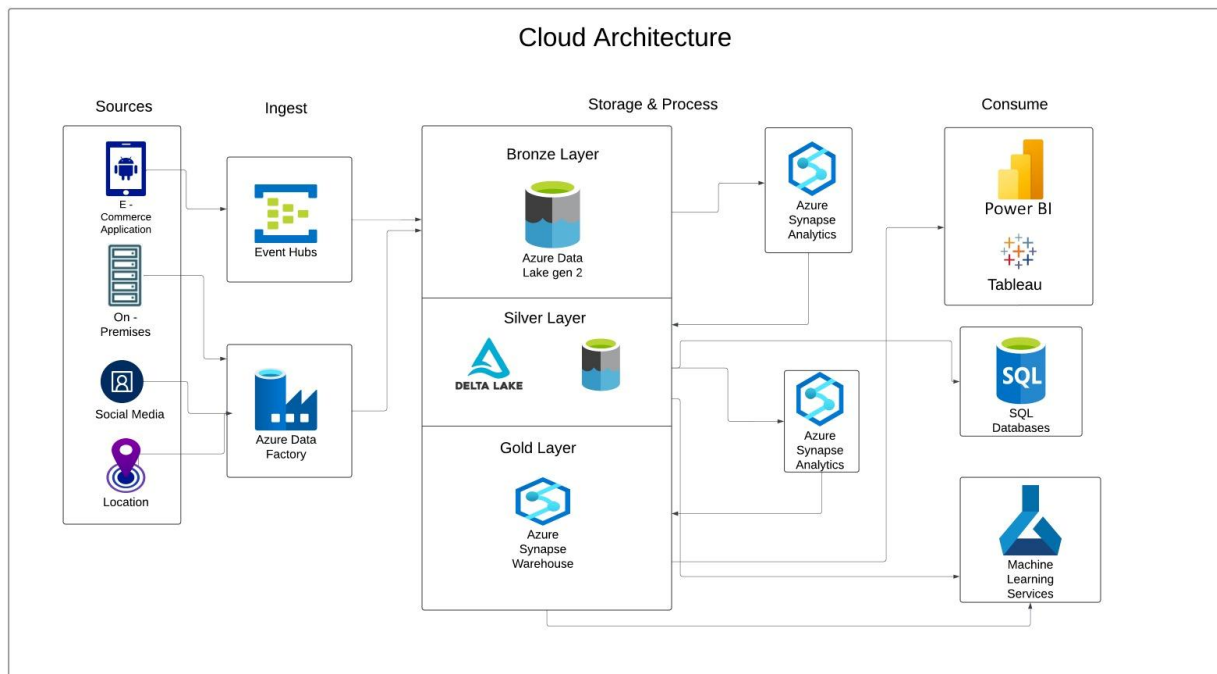 Cloud Architecture
Sources
Ingest
Storage & Process
Consume
E -
Commerce
Application
On -
Premises
Social Media
Location
Event Hubs
Azure Data
Factory
Bronze Layer
Azure Data
Lake gen 2
Silver Layer
DELTA LAKE
Gold Layer
Azure
Synapse
Warehouse
Azure
Synapse
Analytics
Azure
Synapse
Analytics
Power BI
Tableau
SQL
SQL
Databases
Machine
Learning
Services